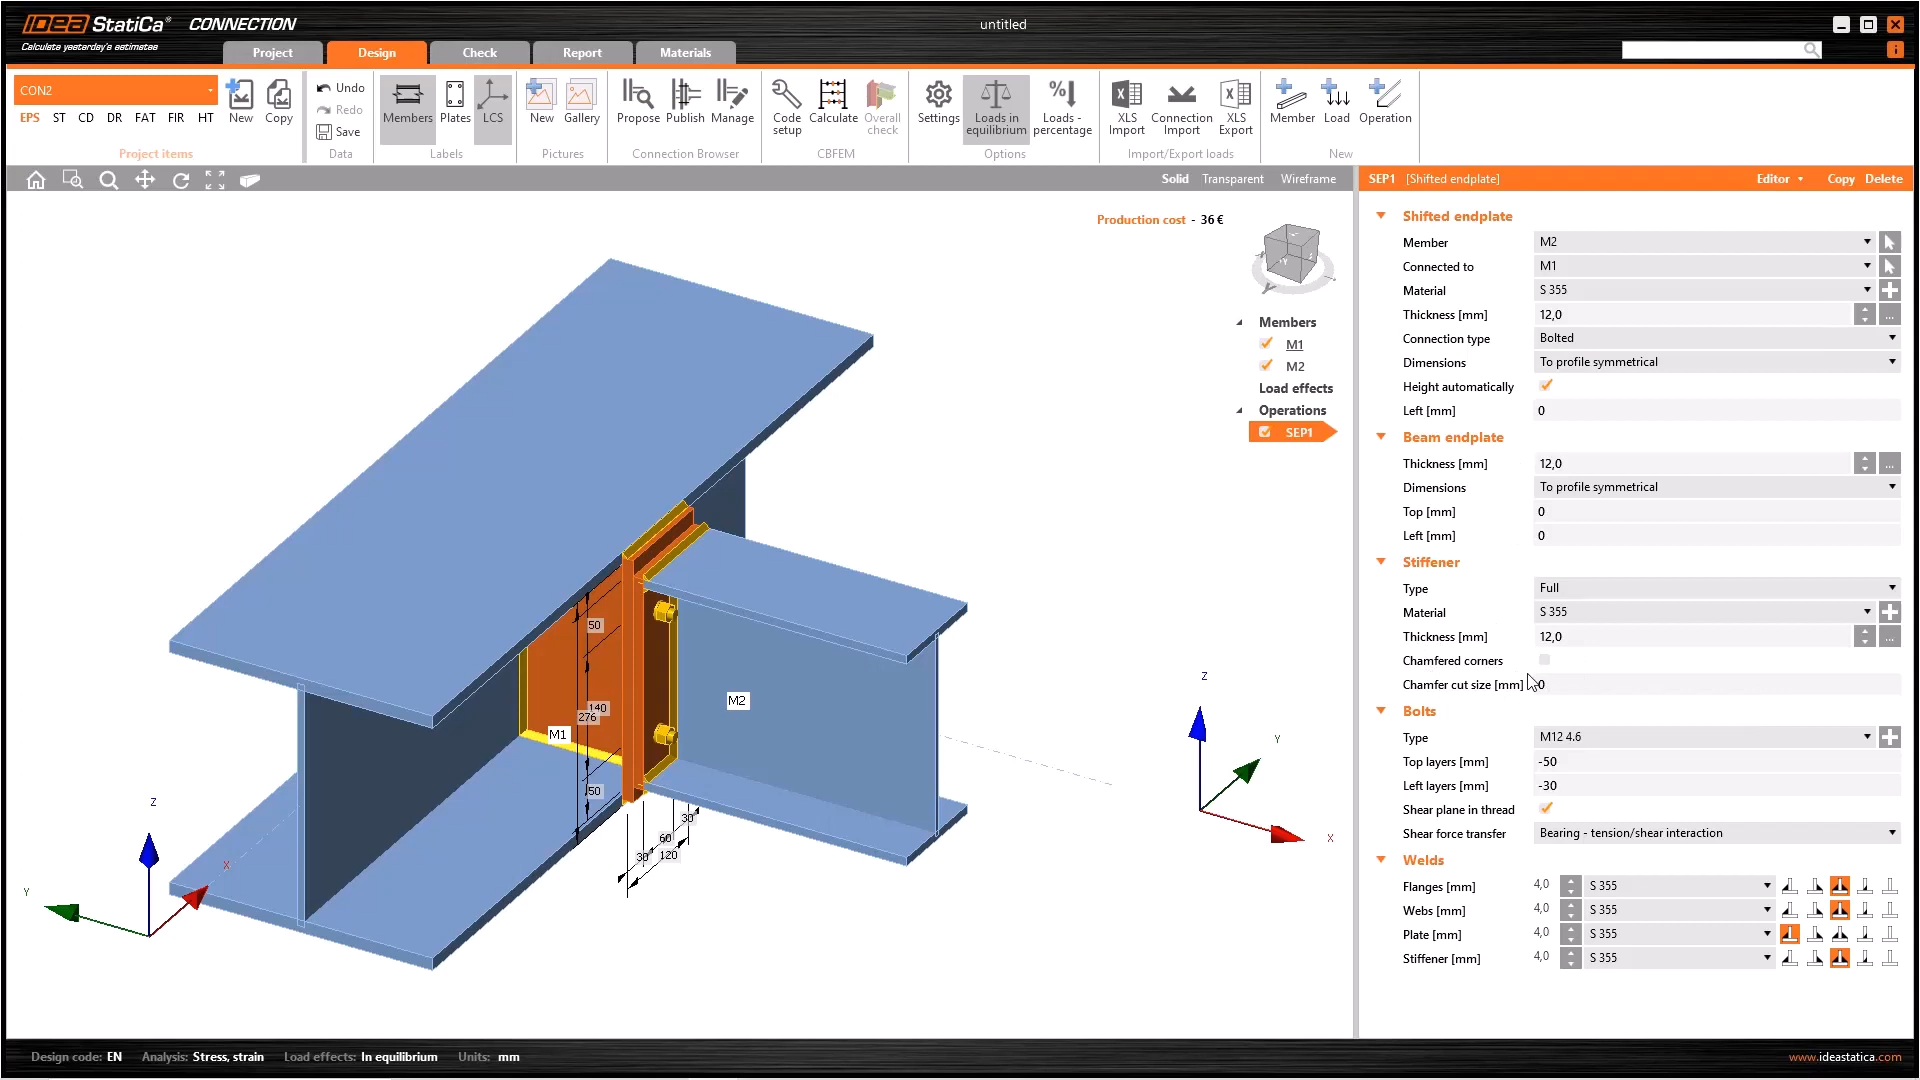 IDEA StatiCa® CONNECTION
Calculate yesterday's estimates
untitled
Project
Design
Check
Report
Materials
CON2
EPS ST CD DR FAT FIR HT
New
Copy
Project items
Undo
Redo
Save
Data
Members
Plates
LCS
Labels
New
Gallery
Pictures
Propose
Publish
Manage
Connection Browser
Code setup
Calculate
Overall check
CBFEM
Settings
Loads in equilibrium
Loads - percentage
Options
XLS Import
Connection Import
XLS Export
Import/Export loads
Member
Load
Operation
New
Solid Transparent Wireframe
Production cost - 36 €
Members
M1
M2
Load effects
Operations
SEP1
50
140
276
50
M1
M2
30
60
30
120
Z
Y
X
Z
Y
X
SEP1 [Shifted endplate] Editor Copy Delete
Shifted endplate
Member M2
Connected to M1
Material S 355
Thickness [mm] 12,0
Connection type Bolted
Dimensions To profile symmetrical
Height automatically
Left [mm] 0
Beam endplate
Thickness [mm] 12,0
Dimensions To profile symmetrical
Top [mm] 0
Left [mm] 0
Stiffener
Type Full
Material S 355
Thickness [mm] 12,0
Chamfered corners
Chamfer cut size [mm] 0
Bolts
Type M12 4.6
Top layers [mm] -50
Left layers [mm] -30
Shear plane in thread
Shear force transfer Bearing - tension/shear interaction
Welds
Flanges [mm] 4,0 S 355
Webs [mm] 4,0 S 355
Plate [mm] 4,0 S 355
Stiffener [mm] 4,0 S 355
Design code: EN Analysis: Stress, strain Load effects: In equilibrium Units: mm
www.ideastatica.com